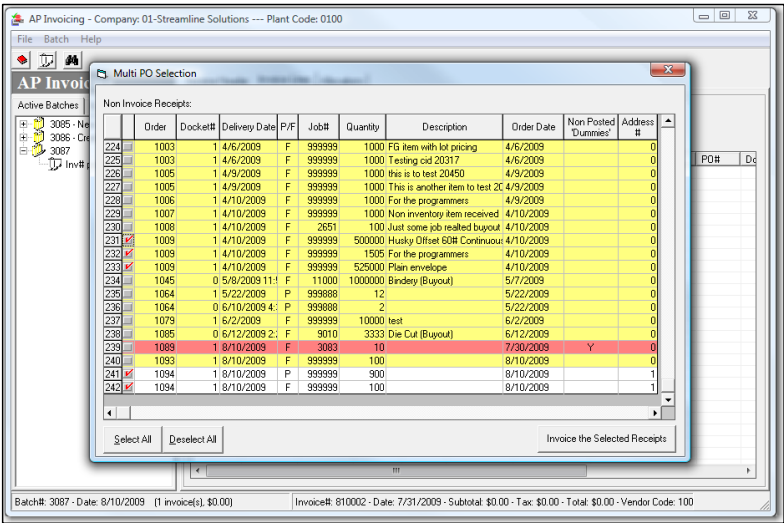 AP Invoicing - Company: 01-Streamline Solutions --- Plant Code: 0100
File Batch Help
AP Invoic
Multi PO Selection
Active Batches
3085 - Ne
3086 - Cre
3087
Inv# p
PO# Do
Non Invoice Receipts:
Order Docket# Delivery Date P/F Job# Quantity Description Order Date Non Posted 'Dummies' Address #
224 1003 1 4/6/2009 F 999999 1000 FG item with lot pricing 4/6/2009 0
225 1003 1 4/6/2009 F 999999 1000 Testing cid 20317 4/6/2009 0
226 1005 1 4/9/2009 F 999999 1000 this is to test 20450 4/9/2009 0
227 1005 1 4/9/2009 F 999999 1000 This is another item to test 20 4/9/2009 0
228 1006 1 4/10/2009 F 999999 1000 For the programmers 4/9/2009 0
229 1007 1 4/10/2009 F 999999 1000 Non inventory item received 4/10/2009 0
230 1008 1 4/10/2009 F 2651 100 Just some job realted buyout 4/10/2009 0
231 1009 1 4/10/2009 F 999999 500000 Husky Offset 60# Continuous 4/10/2009 0
232 1009 1 4/10/2009 F 999999 1505 For the programmers 4/10/2009 0
233 1009 1 4/10/2009 F 999999 525000 Plain envelope 4/10/2009 0
234 1045 0 5/8/2009 11: F 11000 1000000 Bindery (Buyout) 5/7/2009 0
235 1064 1 5/22/2009 P 999888 12 5/22/2009 0
236 1064 0 6/10/2009 4: P 999888 2 5/22/2009 0
237 1079 1 6/2/2009 F 999999 10000 test 6/2/2009 0
238 1085 0 6/12/2009 2: F 9010 3333 Die Cut (Buyout) 6/12/2009 0
239 1089 1 8/10/2009 F 3083 10 7/30/2009 Y 0
240 1093 1 8/10/2009 F 999999 100 8/10/2009 0
241 1094 1 8/10/2009 P 999999 900 8/10/2009 1
242 1094 1 8/10/2009 F 999999 100 8/10/2009 1
Select All Deselect All Invoice the Selected Receipts
Batch#: 3087 - Date: 8/10/2009 (1 invoice(s), $0.00) Invoice#: 810002 - Date: 7/31/2009 - Subtotal: $0.00 - Tax: $0.00 - Total: $0.00 - Vendor Code: 100